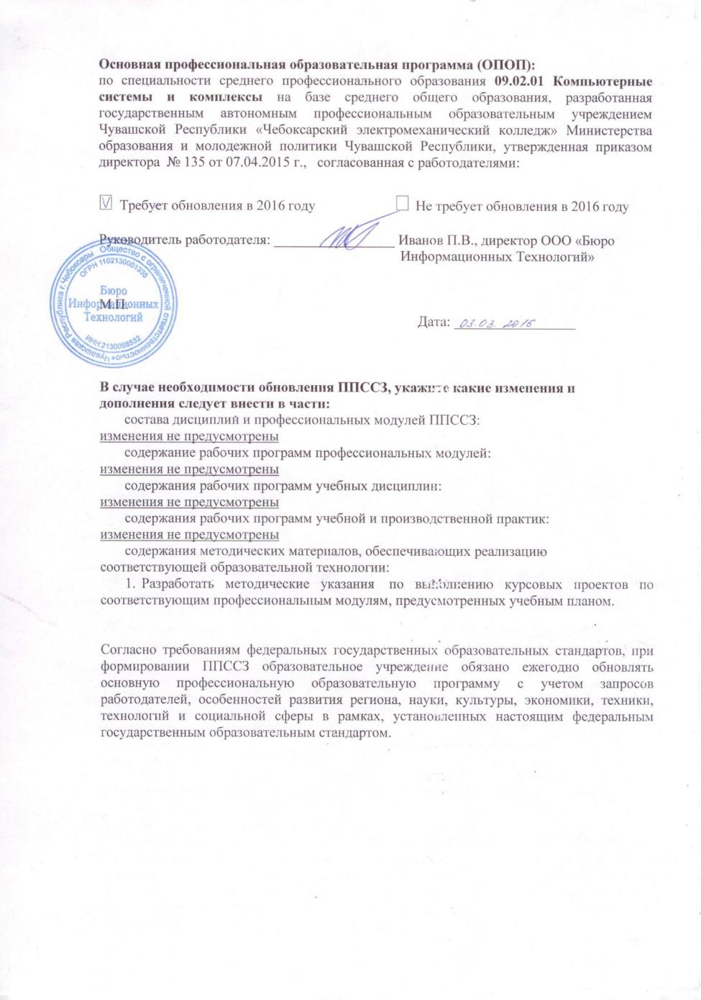 Основная профессиональная образовательная программа (ОПОП):
по специальности среднего профессионального образования 09.02.01 Компьютерные
системы и комплексы на базе среднего общего образования, разработанная
государственным автономным профессиональным образовательным учреждением
Чувашской Республики «Чебоксарский электромеханический колледж» Министерства
образования и молодежной политики Чувашской Республики, утвержденная приказом
директора № 135 от 07.04.2015 г., согласованная с работодателями:
Требует обновления в 2016 году
Не требует обновления в 2016 году
Руководитель работодателя: Иванов П.В., директор ООО «Бюро
Информационных Технологий»
Чувашская Республика г. Чебоксары Общество с ограниченной ответственностью
ОГРН 1102130001335
Бюро
Информационных
Технологий
ИНН 2130068532
М.П.
Дата: 03.03. 2016
В случае необходимости обновления ППССЗ, укажите какие изменения и
дополнения следует внести в части:
состава дисциплин и профессиональных модулей ППССЗ:
изменения не предусмотрены
содержание рабочих программ профессиональных модулей:
изменения не предусмотрены
содержания рабочих программ учебных дисциплин:
изменения не предусмотрены
содержания рабочих программ учебной и производственной практик:
изменения не предусмотрены
содержания методических материалов, обеспечивающих реализацию
соответствующей образовательной технологии:
1. Разработать методические указания по выполнению курсовых проектов по
соответствующим профессиональным модулям, предусмотренных учебным планом.
Согласно требованиям федеральных государственных образовательных стандартов, при
формировании ППССЗ образовательное учреждение обязано ежегодно обновлять
основную профессиональную образовательную программу с учетом запросов
работодателей, особенностей развития региона, науки, культуры, экономики, техники,
технологий и социальной сферы в рамках, установленных настоящим федеральным
государственным образовательным стандартом.